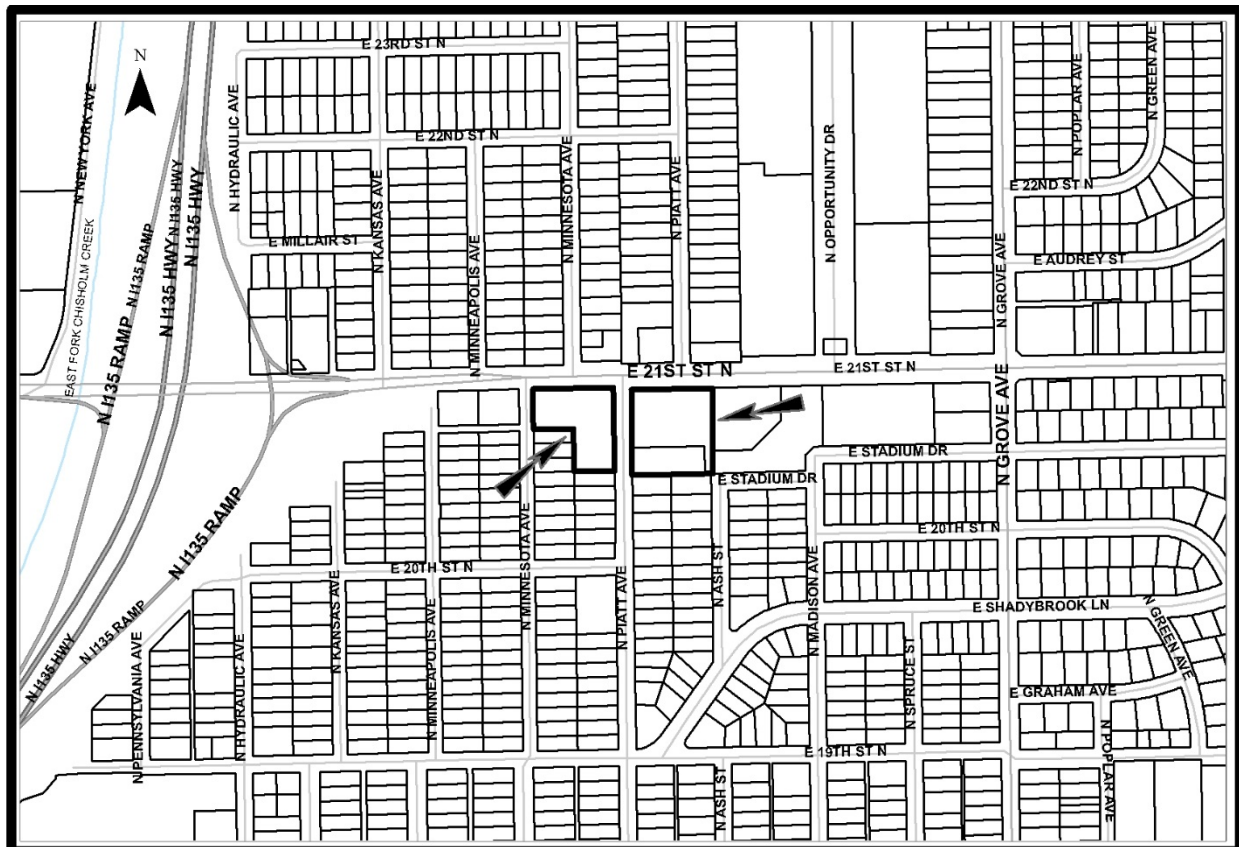 E 23RD ST N
N
N NEW YORK AVE
N HYDRAULIC AVE
N POPLAR AVE
N GREEN AVE
E 22ND ST N
N I135 HWY
N I135 HWY
N I135 HWY
N I135 RAMP
N KANSAS AVE
N MINNESOTA AVE
N PIATT AVE
N OPPORTUNITY DR
E 22ND ST N
E MILLAIR ST
N GROVE AVE
E AUDREY ST
EAST FORK CHISHOLM CREEK
N I135 RAMP
N MINNEAPOLIS AVE
E 21ST ST N
E 21ST ST N
N GROVE AVE
E STADIUM DR
E STADIUM DR
N I135 RAMP
E 20TH ST N
E 20TH ST N
N MINNESOTA AVE
N PIATT AVE
N ASH ST
N MADISON AVE
E SHADYBROOK LN
N I135 HWY
N I135 RAMP
N PENNSYLVANIA AVE
N HYDRAULIC AVE
N KANSAS AVE
N MINNEAPOLIS AVE
N SPRUCE ST
N GREEN AVE
E GRAHAM AVE
E 19TH ST N
N ASH ST
N POPLAR AVE